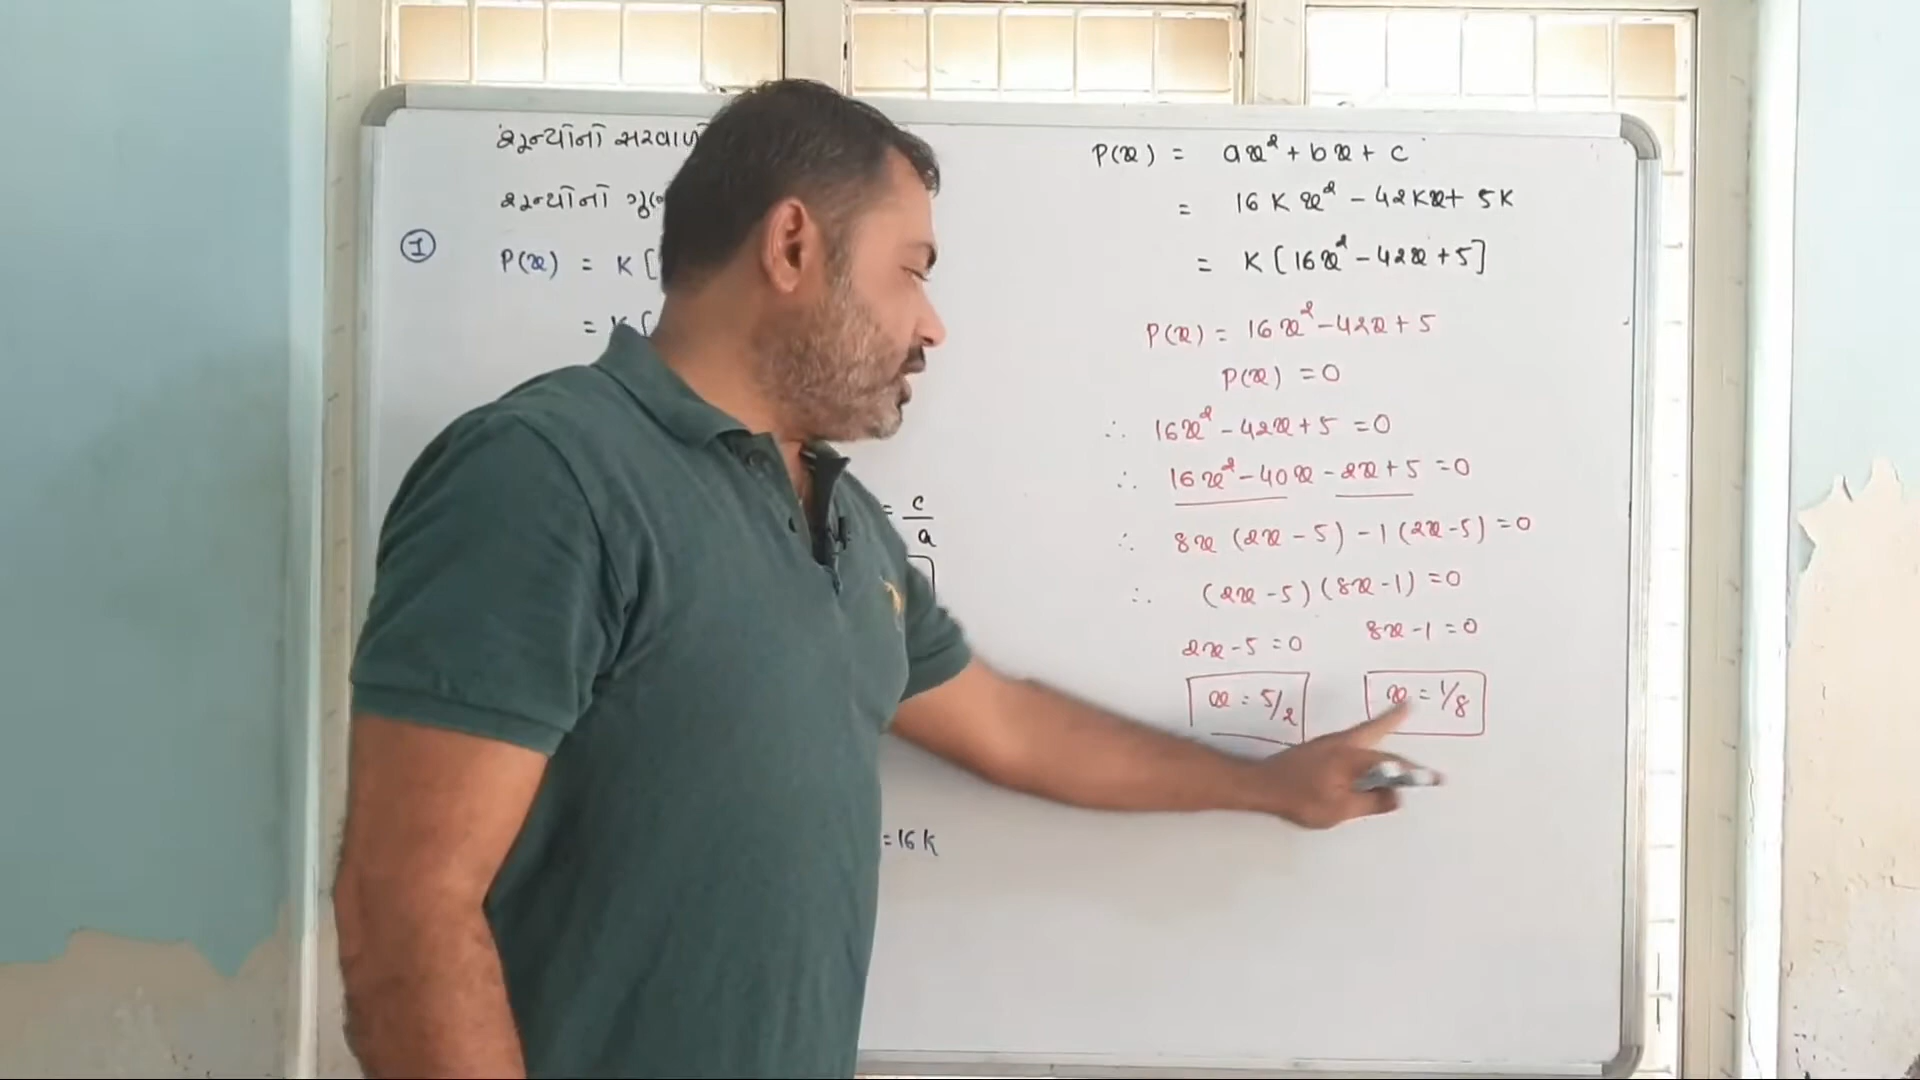 શૂન્યોનો સરવાળો
શૂન્યોનો
① P(x) = K [
= K [
= c/a
= 16 K
P(x) = ax² + bx + c
= 16 K x² - 42Kx + 5K
= K [16x² - 42x + 5]
P(x) = 16x² - 42x + 5
P(x) = 0
∴ 16x² - 42x + 5 = 0
∴ 16x² - 40x - 2x + 5 = 0
∴ 8x (2x - 5) - 1 (2x - 5) = 0
∴ (2x - 5) (8x - 1) = 0
2x - 5 = 0 8x - 1 = 0
x = 5/2 x = 1/8